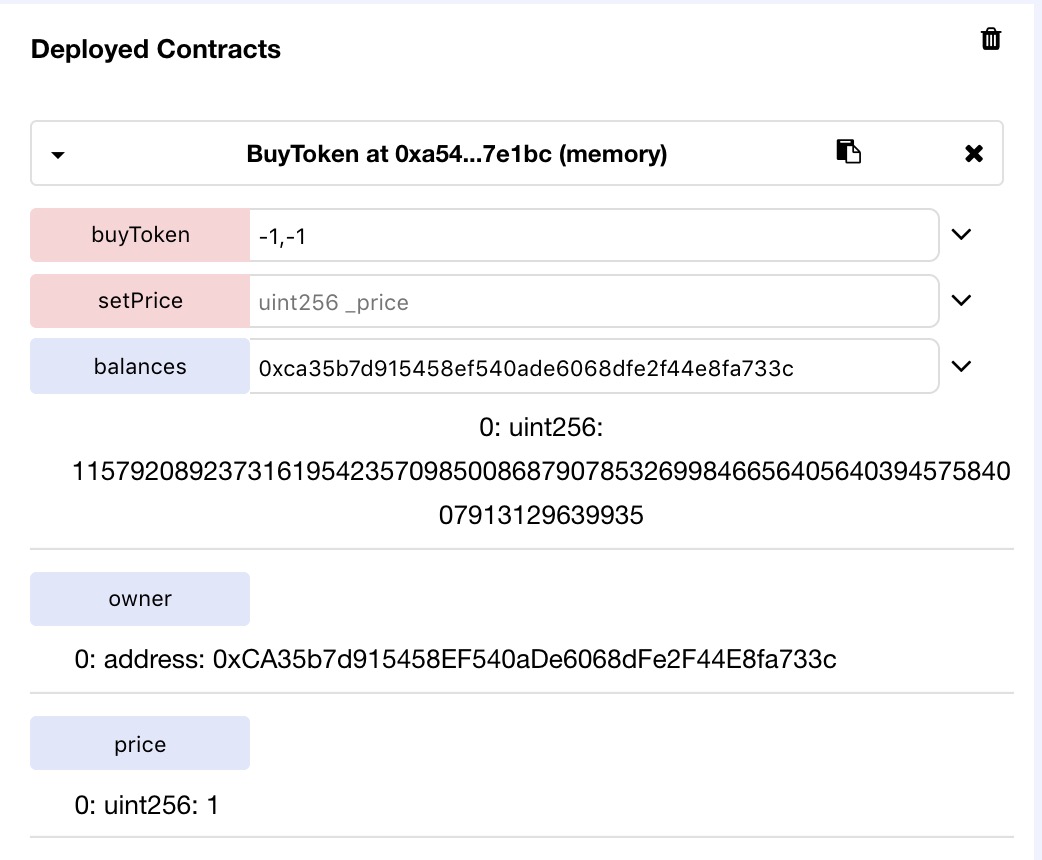 Deployed Contracts
BuyToken at 0xa54...7e1bc (memory)
buyToken -1,-1
setPrice uint256 _price
balances 0xca35b7d915458ef540ade6068dfe2f44e8fa733c
0: uint256:
115792089237316195423570985008687907853269984665640564039457584007913129639935
owner
0: address: 0xCA35b7d915458EF540aDe6068dFe2F44E8fa733c
price
0: uint256: 1